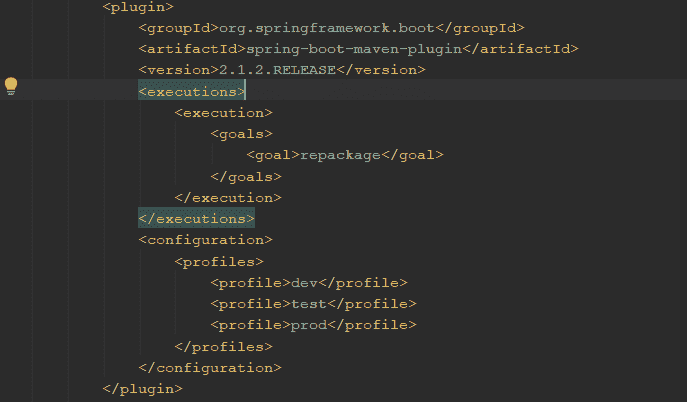 <plugin>
<groupId>org.springframework.boot</groupId>
<artifactId>spring-boot-maven-plugin</artifactId>
<version>2.1.2.RELEASE</version>
<executions>
<execution>
<goals>
<goal>repackage</goal>
</goals>
</execution>
</executions>
<configuration>
<profiles>
<profile>dev</profile>
<profile>test</profile>
<profile>prod</profile>
</profiles>
</configuration>
</plugin>